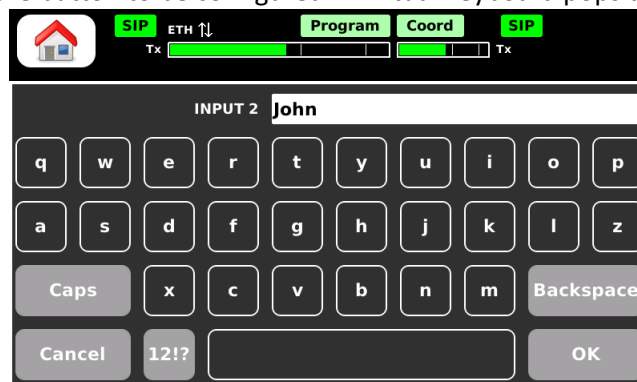 SIP ETH Program Coord SIP
Tx Tx
INPUT 2 John
q w e r t y u i o p
a s d f g h j k l z
Caps x c v b n m Backspace
Cancel 12!? OK